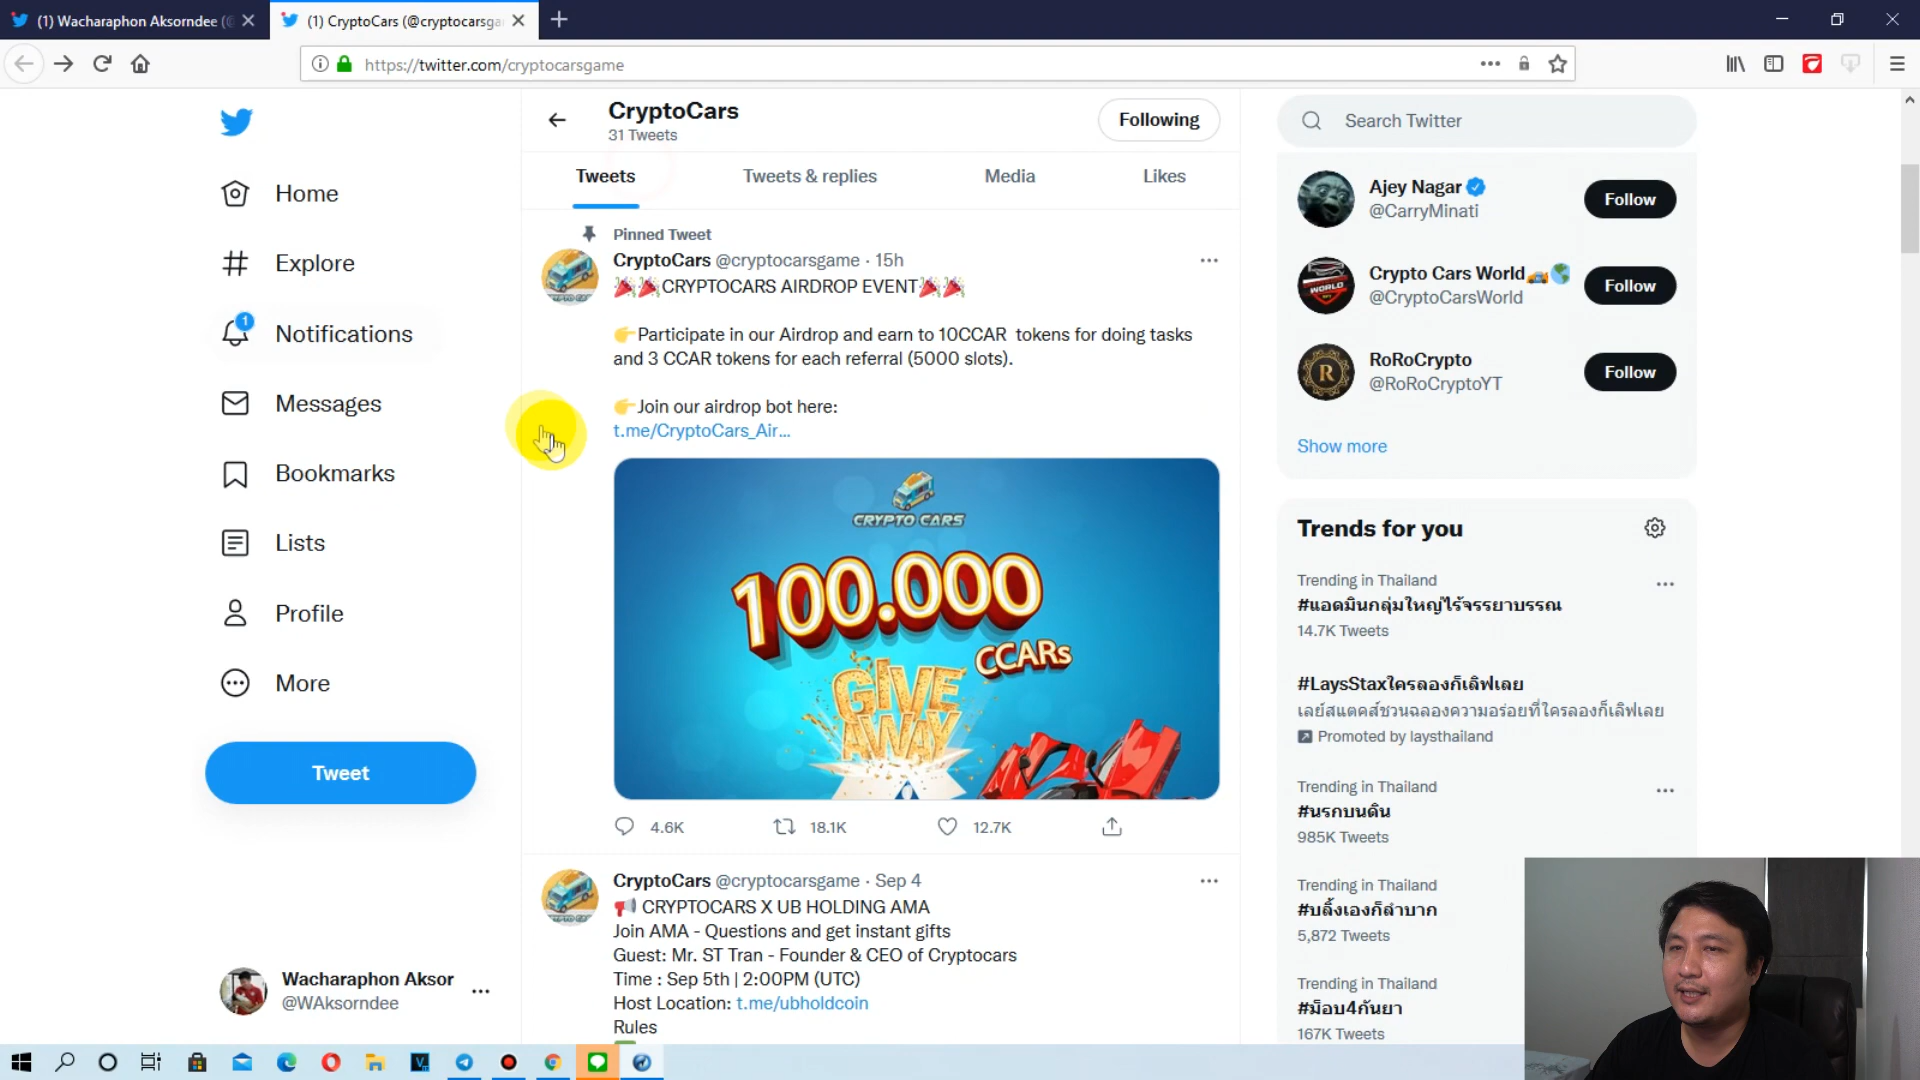 (1) Wacharaphon Aksorndee (@
(1) CryptoCars (@cryptocarsga
https://twitter.com/cryptocarsgame
Home
Explore
1
Notifications
Messages
Bookmarks
Lists
Profile
More
Tweet
Wacharaphon Aksor
@WAksorndee
CryptoCars
31 Tweets
Following
Tweets
Tweets & replies
Media
Likes
Pinned Tweet
CryptoCars @cryptocarsgame · 15h
🎉🎉CRYPTOCARS AIRDROP EVENT🎉🎉
👉Participate in our Airdrop and earn to 10CCAR tokens for doing tasks
and 3 CCAR tokens for each referral (5000 slots).
👉Join our airdrop bot here:
t.me/CryptoCars_Air...
CRYPTO CARS
100.000
CCARs
GIVE
AWAY
4.6K
18.1K
12.7K
CryptoCars @cryptocarsgame · Sep 4
📢 CRYPTOCARS X UB HOLDING AMA
Join AMA - Questions and get instant gifts
Guest: Mr. ST Tran - Founder & CEO of Cryptocars
Time : Sep 5th | 2:00PM (UTC)
Host Location: t.me/ubholdcoin
Rules
Search Twitter
Ajey Nagar
@CarryMinati
Follow
WORLD
Crypto Cars World🚕🌎
@CryptoCarsWorld
Follow
R
RoRoCrypto
@RoRoCryptoYT
Follow
Show more
Trends for you
Trending in Thailand
#แอดมินกลุ่มใหญ่ไร้จรรยาบรรณ
14.7K Tweets
#LaysStaxใครลองก็เลิฟเลย
เลย์สแตคส์ชวนฉลองความอร่อยที่ใครลองก็เลิฟเลย
Promoted by laysthailand
Trending in Thailand
#นรกบนดิน
985K Tweets
Trending in Thailand
#บลิ้งเองก็ลำบาก
5,872 Tweets
Trending in Thailand
#ม็อบ4กันยา
167K Tweets